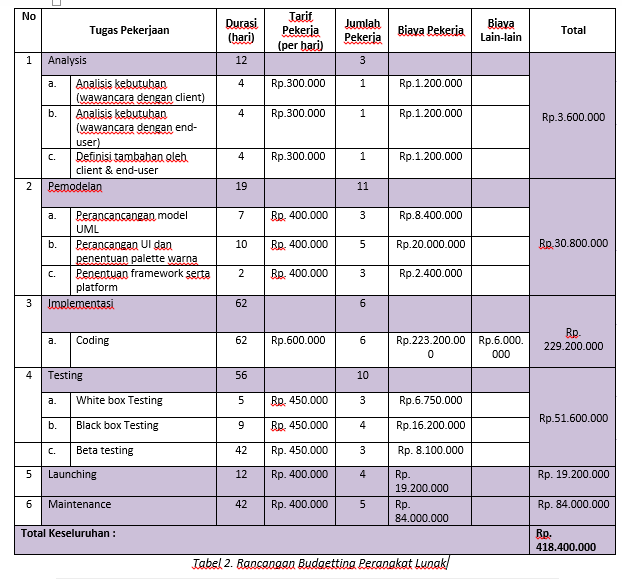 No Tugas Pekerjaan Durasi (hari) Tarif Pekerja (per hari) Jumlah Pekerja Biaya Pekerja Biaya Lain-lain Total
1 Analysis 12 3 Rp.3.600.000
a. Analisis kebutuhan (wawancara dengan client) 4 Rp.300.000 1 Rp.1.200.000
b. Analisis kebutuhan (wawancara dengan end-user) 4 Rp.300.000 1 Rp.1.200.000
c. Definisi tambahan oleh client & end-user 4 Rp.300.000 1 Rp.1.200.000
2 Pemodelan 19 11 Rp.30.800.000
a. Perancancangan model UML 7 Rp. 400.000 3 Rp.8.400.000
b. Perancangan UI dan penentuan palette warna 10 Rp. 400.000 5 Rp.20.000.000
c. Penentuan framework serta platform 2 Rp. 400.000 3 Rp.2.400.000
3 Implementasi 62 6 Rp. 229.200.000
a. Coding 62 Rp.600.000 6 Rp.223.200.000 Rp.6.000.000
4 Testing 56 10 Rp.51.600.000
a. White box Testing 5 Rp. 450.000 3 Rp.6.750.000
b. Black box Testing 9 Rp. 450.000 4 Rp.16.200.000
c. Beta testing 42 Rp. 450.000 3 Rp. 8.100.000
5 Launching 12 Rp. 400.000 4 Rp. 19.200.000 Rp. 19.200.000
6 Maintenance 42 Rp. 400.000 5 Rp. 84.000.000 Rp. 84.000.000
Total Keseluruhan : Rp. 418.400.000
Tabel 2. Rancangan Budgetting Perangkat Lunak